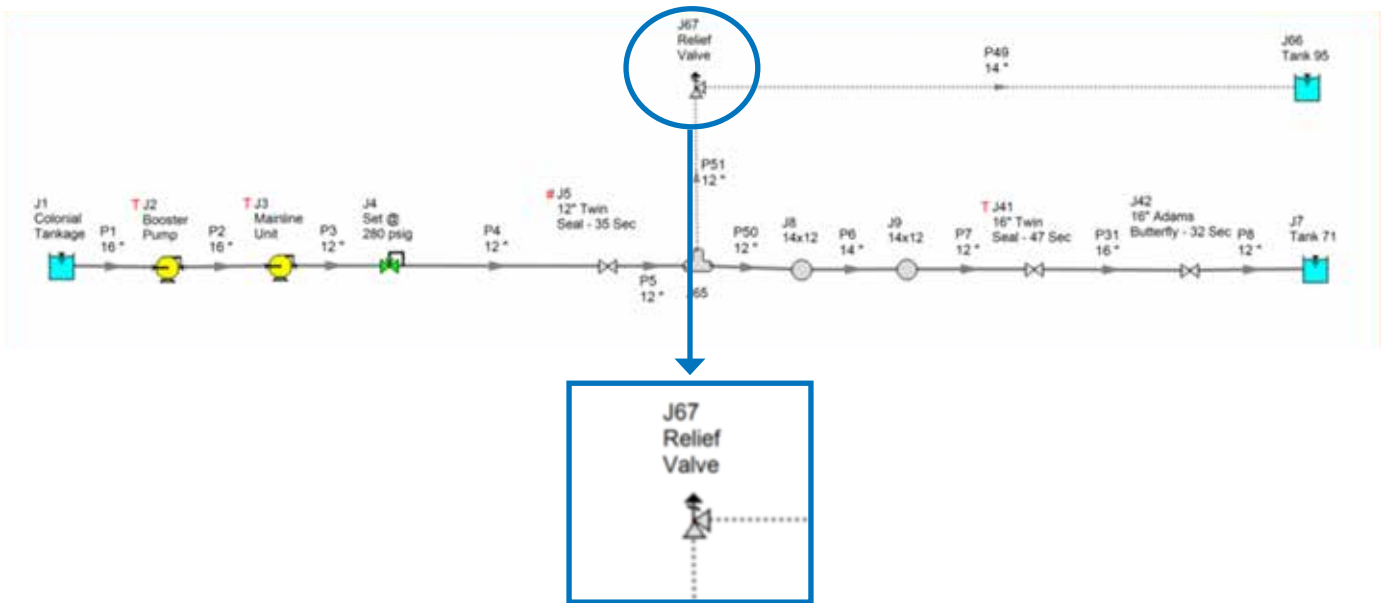 J67
Relief
Valve
P49
14 "
J66
Tank 95
P51
12 "
J1
Colonial
Tankage
P1
16 "
T J2
Booster
Pump
P2
16 "
T J3
Mainline
Unit
P3
12 "
J4
Set @
280 psig
P4
12 "
# J5
12" Twin
Seal - 35 Sec
P5
12 "
J65
P50
12 "
J8
14x12
P6
14 "
J9
14x12
P7
12 "
T J41
16" Twin
Seal - 47 Sec
P31
16 "
J42
16" Adams
Butterfly - 32 Sec
P8
12 "
J7
Tank 71
J67
Relief
Valve